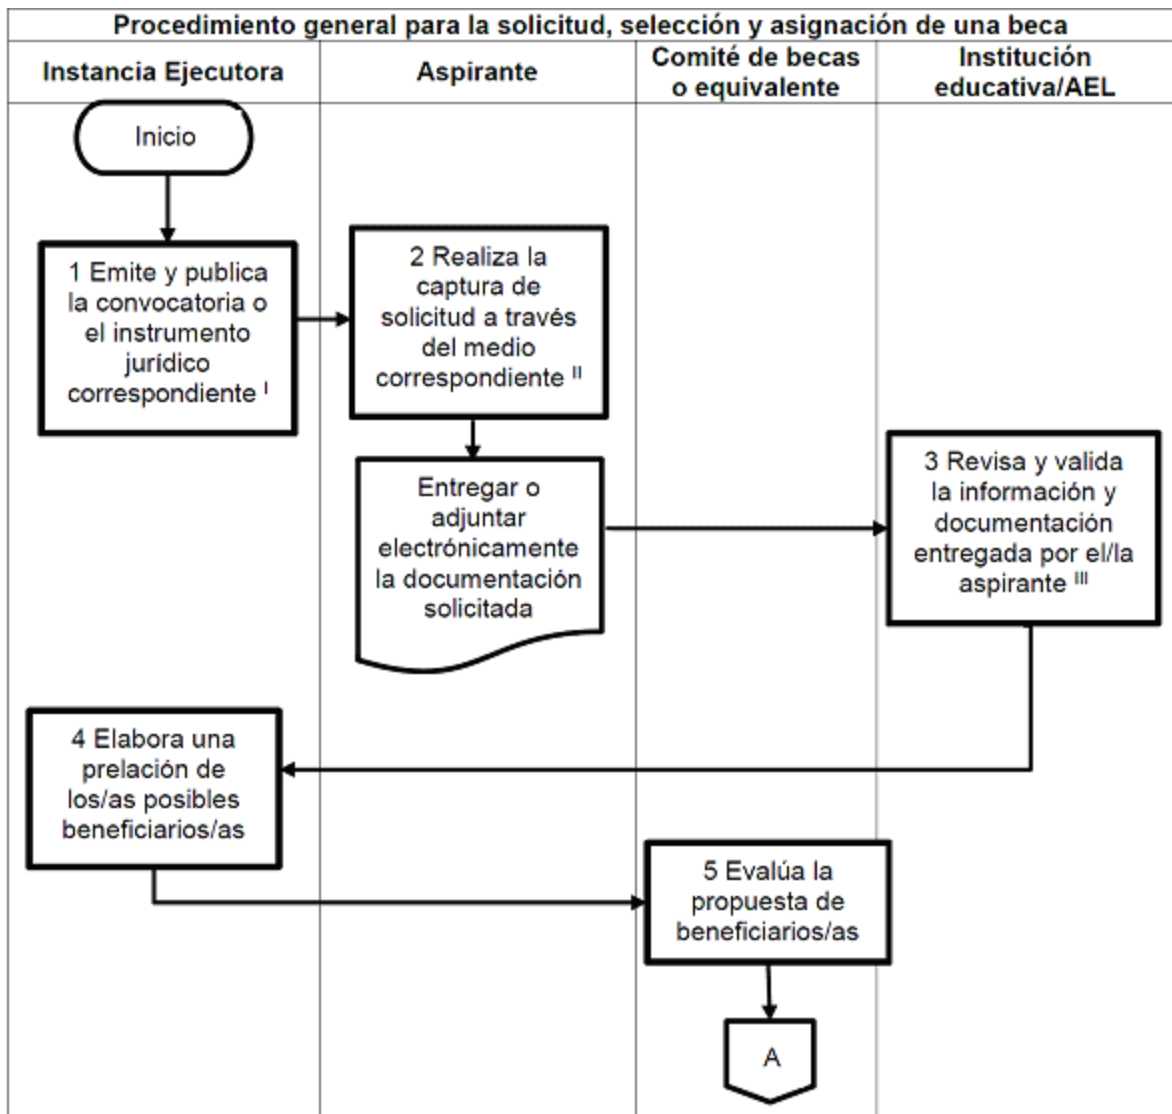 Procedimiento general para la solicitud, selección y asignación de una beca
Instancia Ejecutora
Aspirante
Comité de becas
o equivalente
Institución
educativa/AEL
Inicio
1 Emite y publica
la convocatoria o
el instrumento
jurídico
correspondiente I
2 Realiza la
captura de
solicitud a través
del medio
correspondiente II
Entregar o
adjuntar
electrónicamente
la documentación
solicitada
3 Revisa y valida
la información y
documentación
entregada por el/la
aspirante III
4 Elabora una
prelación de
los/as posibles
beneficiarios/as
5 Evalúa la
propuesta de
beneficiarios/as
A